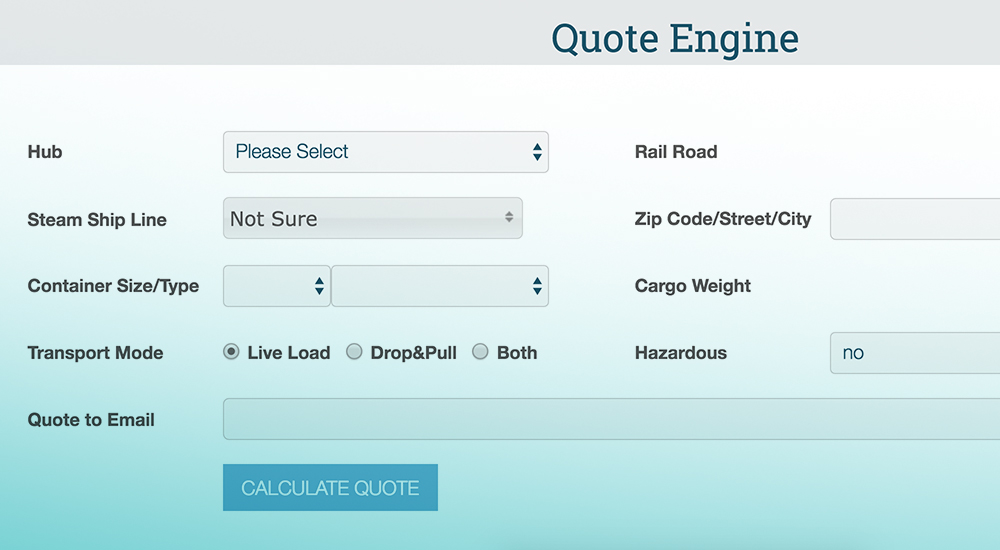 Quote Engine
Hub Please Select Rail Road
Steam Ship Line Not Sure Zip Code/Street/City
Container Size/Type Cargo Weight
Transport Mode Live Load Drop&Pull Both Hazardous no
Quote to Email
CALCULATE QUOTE